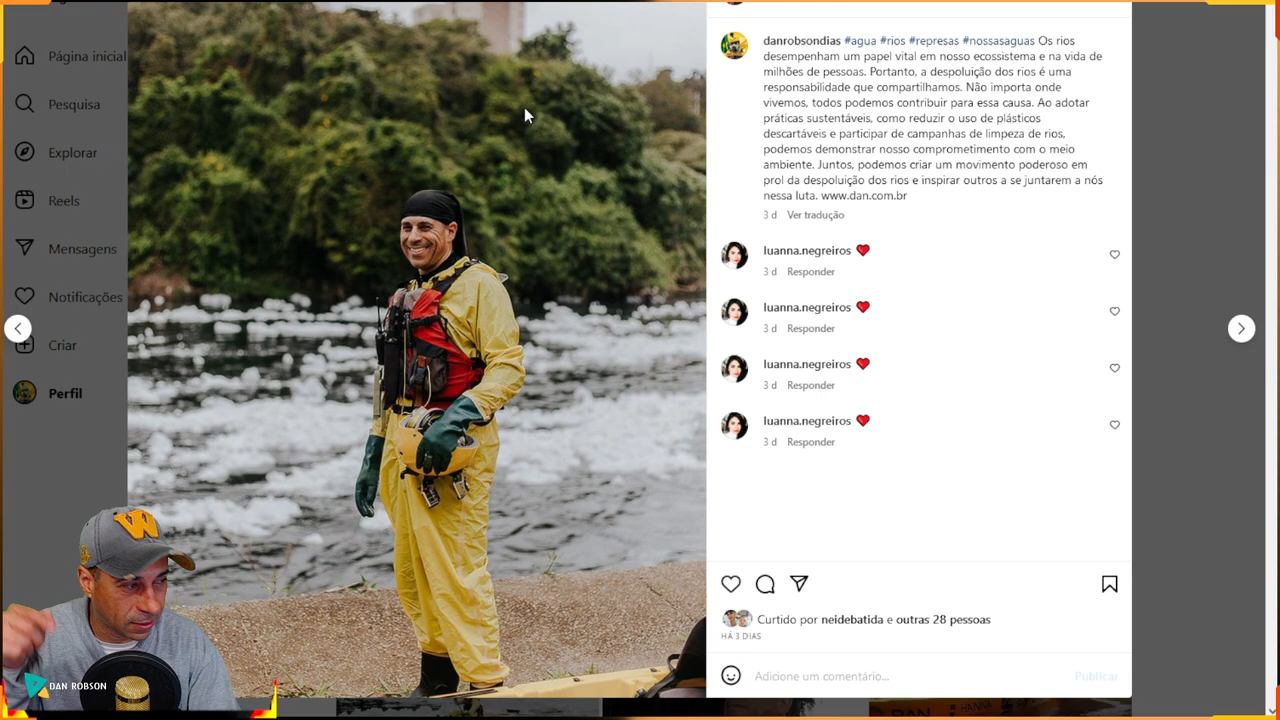 Página inicial
Pesquisa
Explorar
Reels
Mensagens
Notificações
Criar
Perfil
danrobsondias #agua #rios #represas #nossasaguas Os rios
desempenham um papel vital em nosso ecossistema e na vida de
milhões de pessoas. Portanto, a despoluição dos rios é uma
responsabilidade que compartilhamos. Não importa onde
vivemos, todos podemos contribuir para essa causa. Ao adotar
práticas sustentáveis, como reduzir o uso de plásticos
descartáveis e participar de campanhas de limpeza de rios,
podemos demonstrar nosso comprometimento com o meio
ambiente. Juntos, podemos criar um movimento poderoso em
prol da despoluição dos rios e inspirar outros a se juntarem a nós
nessa luta. www.dan.com.br
3 d Ver tradução
luanna.negreiros ❤️
3 d Responder
luanna.negreiros ❤️
3 d Responder
luanna.negreiros ❤️
3 d Responder
luanna.negreiros ❤️
3 d Responder
Curtido por neidebatida e outras 28 pessoas
HÁ 3 DIAS
Adicione um comentário...
Publicar
W
DAN ROBSON